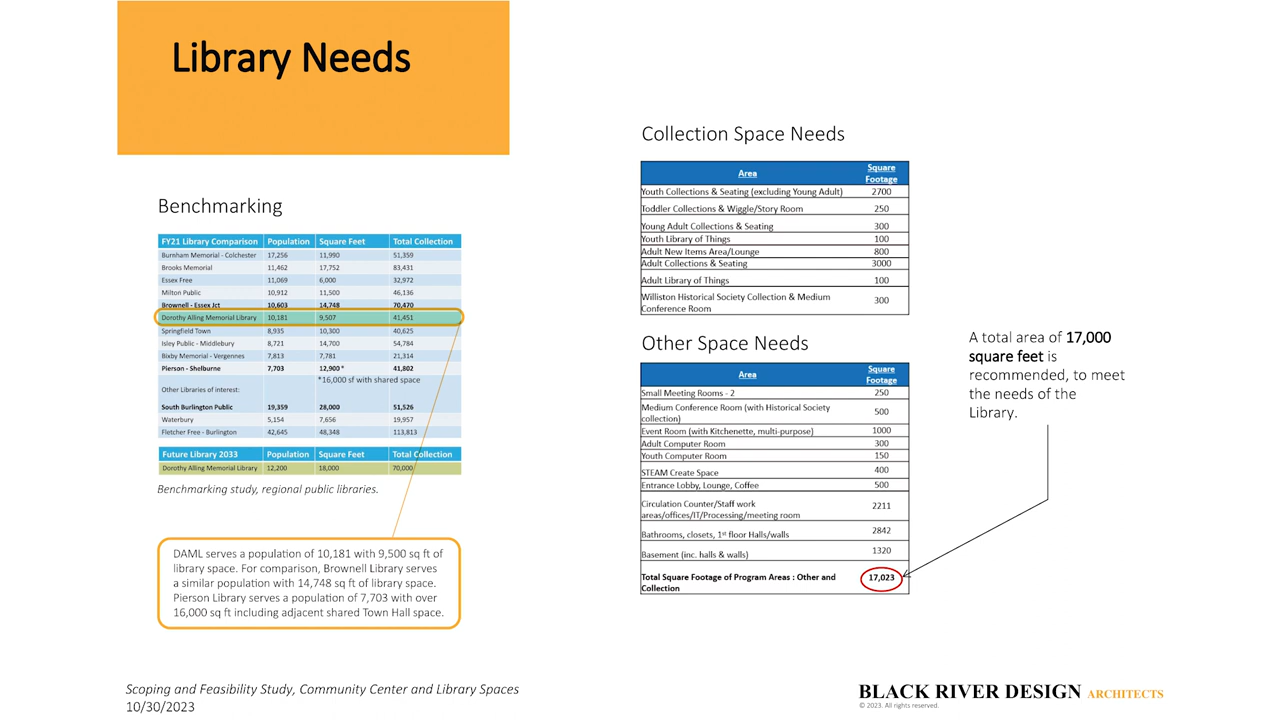 Library Needs
Benchmarking
FY21 Library Comparison Population Square Feet Total Collection
Burnham Memorial - Colchester 17,256 11,990 51,359
Brooks Memorial 11,462 17,752 83,431
Essex Free 11,069 6,000 32,972
Milton Public 10,912 11,500 46,136
Brownell - Essex Jct 10,603 14,748 70,470
Dorothy Alling Memorial Library 10,181 9,507 41,451
Springfield Town 8,935 10,300 40,625
Isley Public - Middlebury 8,721 14,700 54,784
Bixby Memorial - Vergennes 7,813 7,781 21,314
Pierson - Shelburne 7,703 12,900 * 41,802
*16,000 sf with shared space
Other Libraries of interest:
South Burlington Public 19,359 28,000 51,526
Waterbury 5,154 7,656 19,957
Fletcher Free - Burlington 42,645 48,348 113,813
Future Library 2033 Population Square Feet Total Collection
Dorothy Alling Memorial Library 12,200 18,000 70,000
Benchmarking study, regional public libraries.
DAML serves a population of 10,181 with 9,500 sq ft of
library space. For comparison, Brownell Library serves
a similar population with 14,748 sq ft of library space.
Pierson Library serves a population of 7,703 with over
16,000 sq ft including adjacent shared Town Hall space.
Collection Space Needs
Area Square
Footage
Youth Collections & Seating (excluding Young Adult) 2700
Toddler Collections & Wiggle/Story Room 250
Young Adult Collections & Seating 300
Youth Library of Things 100
Adult New Items Area/Lounge 800
Adult Collections & Seating 3000
Adult Library of Things 100
Williston Historical Society Collection & Medium
Conference Room 300
Other Space Needs
Area Square
Footage
Small Meeting Rooms - 2 250
Medium Conference Room (with Historical Society
collection) 500
Event Room (with Kitchenette, multi-purpose) 1000
Adult Computer Room 300
Youth Computer Room 150
STEAM Create Space 400
Entrance Lobby, Lounge, Coffee 500
Circulation Counter/Staff work
areas/offices/IT/Processing/meeting room 2211
Bathrooms, closets, 1st floor Halls/walls 2842
Basement (inc. halls & walls) 1320
Total Square Footage of Program Areas : Other and
Collection 17,023
A total area of 17,000
square feet is
recommended, to meet
the needs of the
Library.
Scoping and Feasibility Study, Community Center and Library Spaces
10/30/2023
BLACK RIVER DESIGN ARCHITECTS
© 2023. All rights reserved.